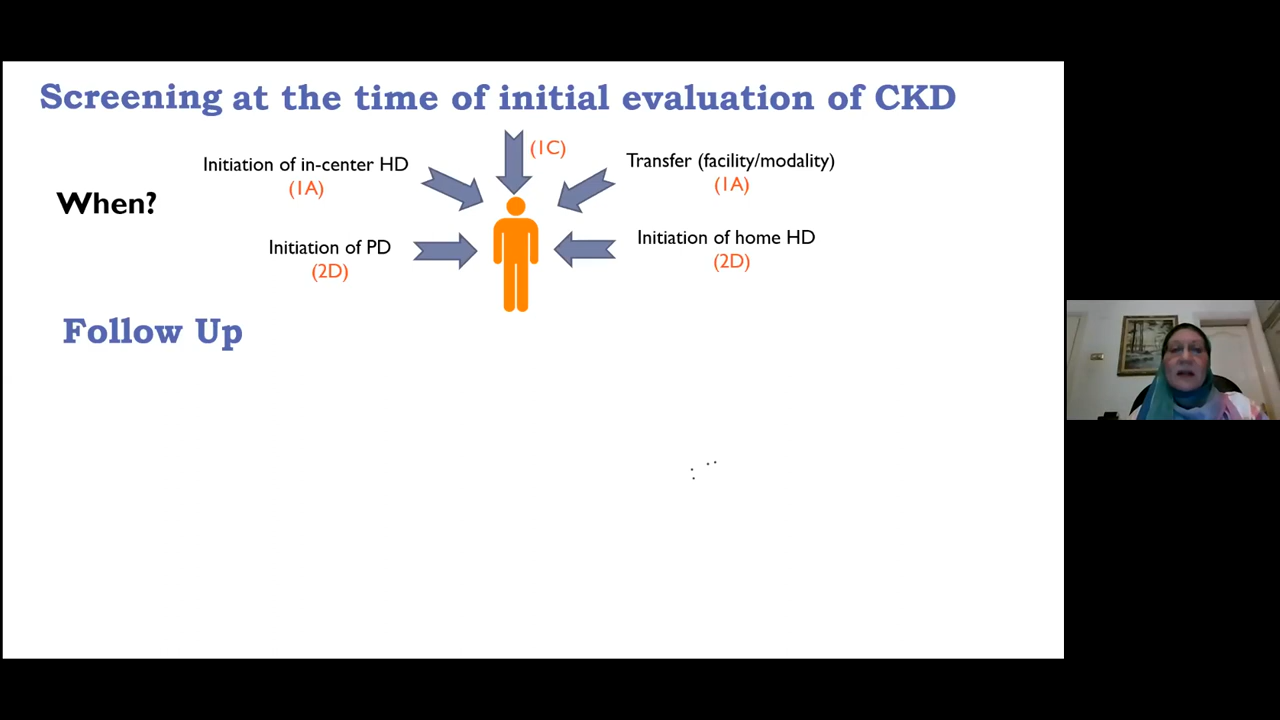 Screening at the time of initial evaluation of CKD
(1C)
Initiation of in-center HD
(1A)
Transfer (facility/modality)
(1A)
When?
Initiation of PD
(2D)
Initiation of home HD
(2D)
Follow Up